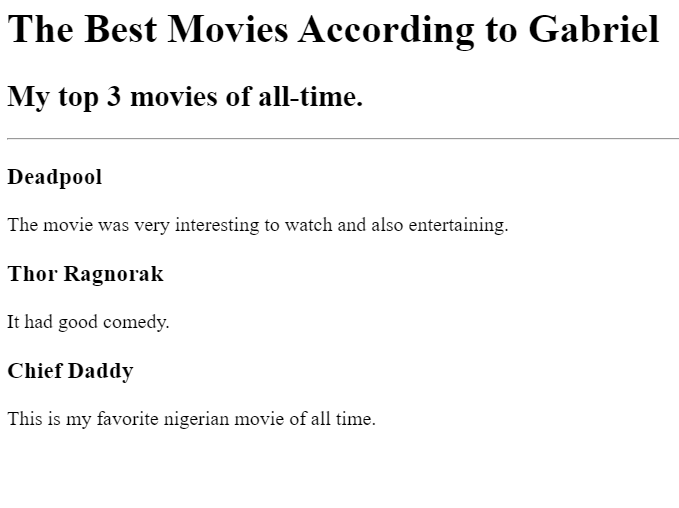 The Best Movies According to Gabriel
My top 3 movies of all-time.
Deadpool
The movie was very interesting to watch and also entertaining.
Thor Ragnorak
It had good comedy.
Chief Daddy
This is my favorite nigerian movie of all time.